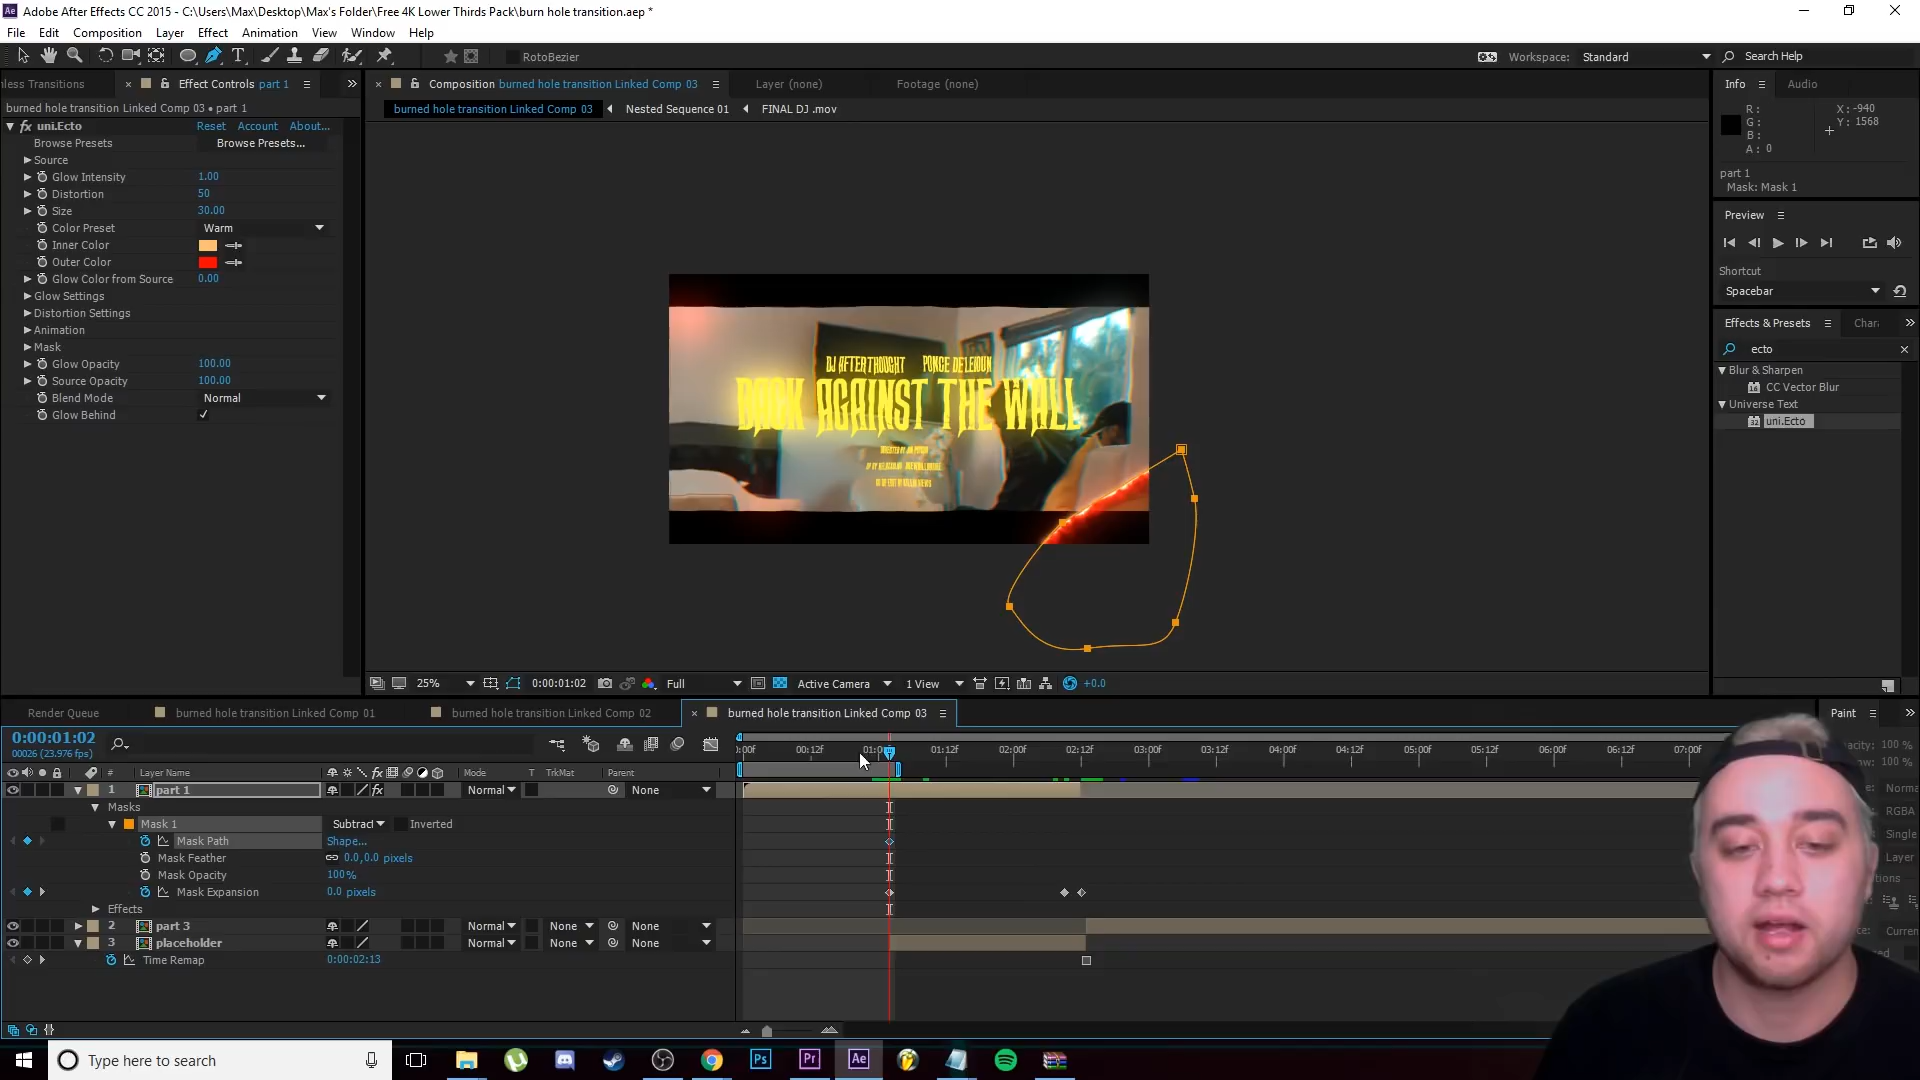 Adobe After Effects CC 2015 - C:\Users\Max\Desktop\Max's Folder\Free 4K Lower Thirds Pack\burn hole transition.aep *
File Edit Composition Layer Effect Animation View Window Help
RotoBezier
Workspace: Standard
Search Help
nless Transitions
Effect Controls part 1
Composition burned hole transition Linked Comp 03
Layer (none)
Footage (none)
Info
Audio
burned hole transition Linked Comp 03 • part 1
burned hole transition Linked Comp 03
Nested Sequence 01
FINAL DJ .mov
R :
G :
B :
A : 0
X : -940
Y : 1568
fx uni.Ecto
Reset
Account
About...
Browse Presets
Browse Presets...
Source
Glow Intensity 1.00
Distortion 50
Size 30.00
Color Preset Warm
Inner Color
Outer Color
Glow Color from Source 0.00
Glow Settings
Distortion Settings
Animation
Mask
Glow Opacity 100.00
Source Opacity 100.00
Blend Mode Normal
Glow Behind
part 1
Mask: Mask 1
Preview
Shortcut
Spacebar
Effects & Presets
Chara
ecto
Blur & Sharpen
CC Vector Blur
Universe Text
uni.Ecto
DJ AFTERTHOUGHT PONCE DELEIOUN
BACK AGAINST THE WALL
25%
0:00:01:02
Full
Active Camera
1 View
+0.0
Render Queue
burned hole transition Linked Comp 01
burned hole transition Linked Comp 02
burned hole transition Linked Comp 03
Paint
0:00:01:02
00026 (23.976 fps)
00:12f
01:12f
02:00f
02:12f
03:00f
03:12f
04:00f
04:12f
05:00f
05:12f
06:00f
06:12f
07:00f
# Layer Name Mode T TrkMat Parent
1 part 1 Normal None
Masks
Mask 1 Subtract Inverted
Mask Path Shape...
Mask Feather 0.0,0.0 pixels
Mask Opacity 100%
Mask Expansion 0.0 pixels
Effects
2 part 3 Normal None None
3 placeholder Normal None None
Time Remap 0:00:02:13
100 %
100 %
Norma
RGBA
Single
Layer
Curren
Type here to search
Ps
Pr
Ae